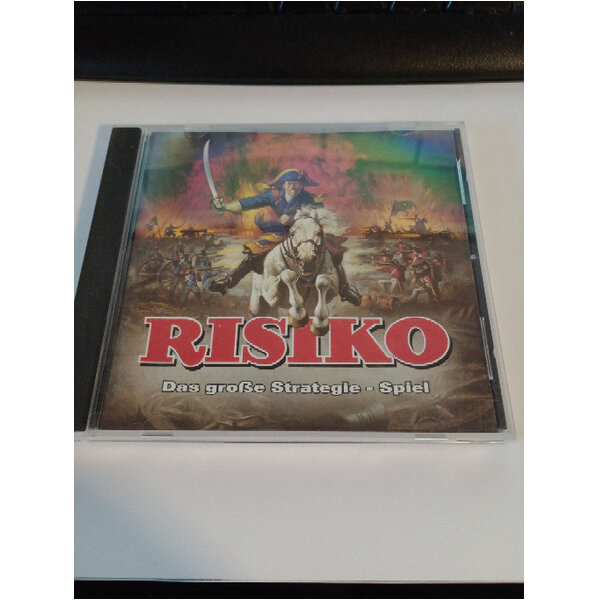 RISIKO
Das große Strategie - Spiel